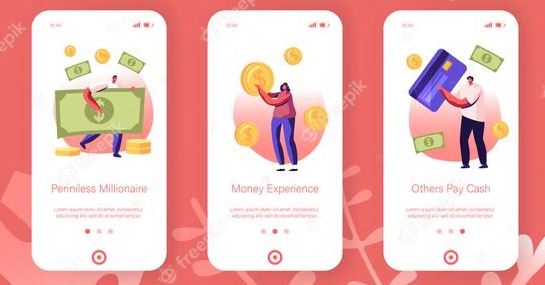 10:44
Penniless Millionaire
Lorem ipsum dolor sit amet, consectetur
adipiscing elit, sed do eiusmod tempor
10:44
Money Experience
Lorem ipsum dolor sit amet, consectetur
adipiscing elit, sed do eiusmod tempor
10:44
Others Pay Cash
Lorem ipsum dolor sit amet, consectetur
adipiscing elit, sed do eiusmod tempor
freepik
freepik
freepik
freepik